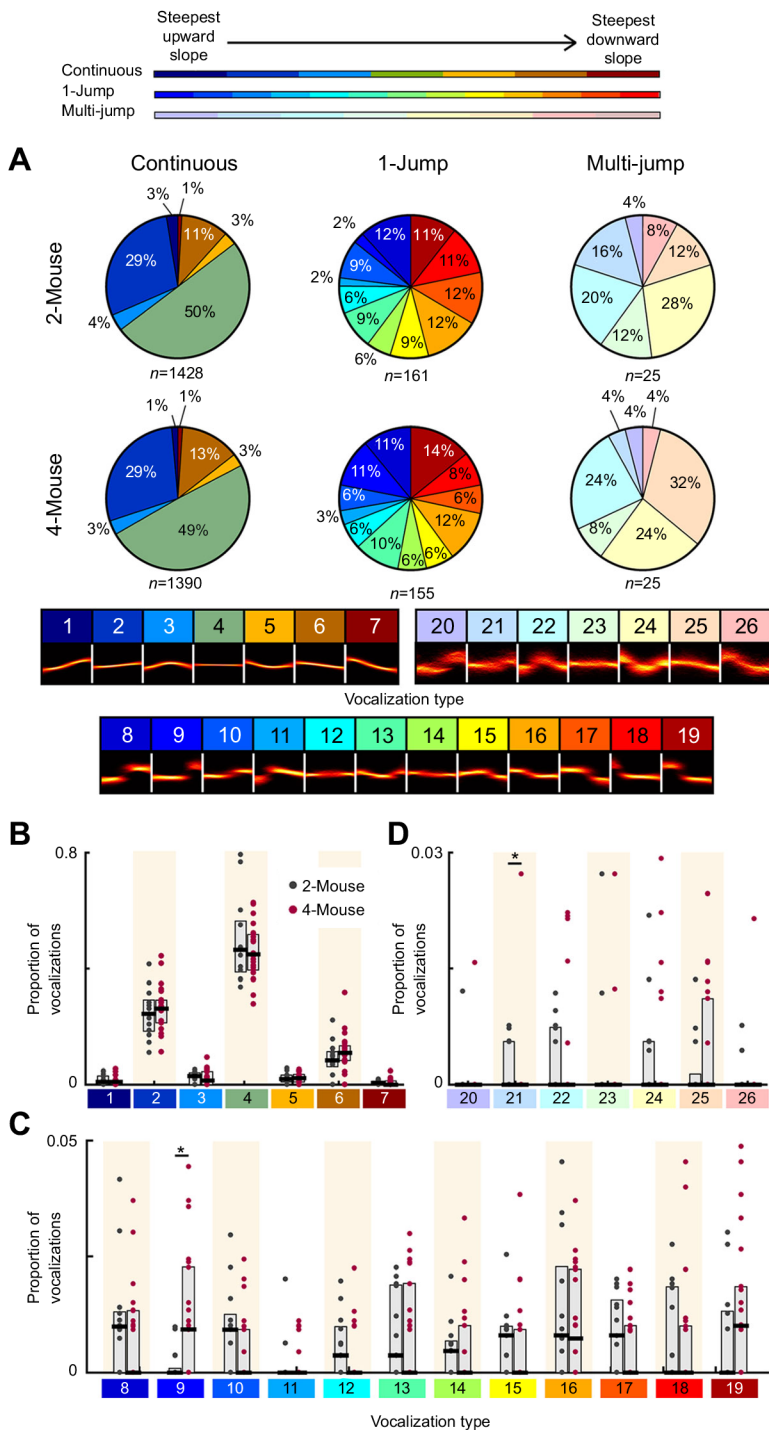 Steepest upward slope
Steepest downward slope
Continuous
1-Jump
Multi-jump
A
Continuous 1-Jump Multi-jump
2-Mouse
3% 1% 11% 3% 50% 4% 29%
n=1428
2% 12% 11% 11% 12% 12% 9% 6% 9% 6% 2% 9%
n=161
4% 8% 12% 28% 12% 20% 16%
n=25
4-Mouse
1% 1% 13% 3% 49% 3% 29%
n=1390
11% 14% 8% 6% 12% 6% 6% 10% 6% 3% 6% 11%
n=155
4% 4% 4% 32% 24% 8% 24%
n=25
1 2 3 4 5 6 7
20 21 22 23 24 25 26
Vocalization type
8 9 10 11 12 13 14 15 16 17 18 19
B
Proportion of vocalizations
0.8
0
2-Mouse
4-Mouse
1 2 3 4 5 6 7
D
Proportion of vocalizations
0.03
0
*
20 21 22 23 24 25 26
C
Proportion of vocalizations
0.05
0
*
8 9 10 11 12 13 14 15 16 17 18 19
Vocalization type